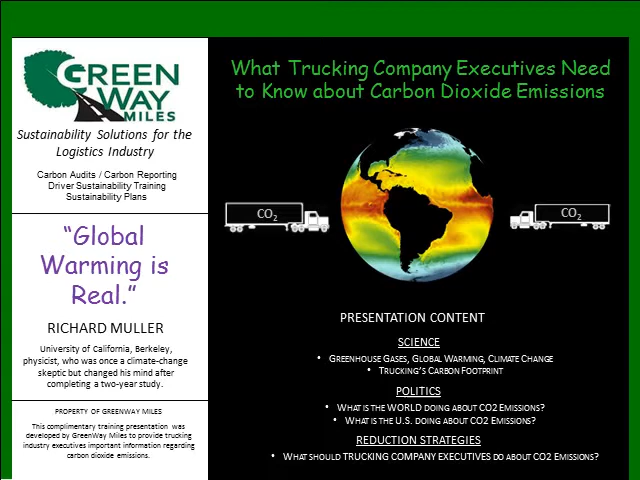 GREEN
WAY
MILES
Sustainability Solutions for the
Logistics Industry
Carbon Audits / Carbon Reporting
Driver Sustainability Training
Sustainability Plans
“Global
Warming is
Real.”
RICHARD MULLER
University of California, Berkeley,
physicist, who was once a climate-change
skeptic but changed his mind after
completing a two-year study.
PROPERTY OF GREENWAY MILES
This complimentary training presentation was
developed by GreenWay Miles to provide trucking
industry executives important information regarding
carbon dioxide emissions.
What Trucking Company Executives Need
to Know about Carbon Dioxide Emissions
CO2
CO2
PRESENTATION CONTENT
SCIENCE
• GREENHOUSE GASES, GLOBAL WARMING, CLIMATE CHANGE
• TRUCKING’S CARBON FOOTPRINT
POLITICS
• WHAT IS THE WORLD DOING ABOUT CO2 EMISSIONS?
• WHAT IS THE U.S. DOING ABOUT CO2 EMISSIONS?
REDUCTION STRATEGIES
• WHAT SHOULD TRUCKING COMPANY EXECUTIVES DO ABOUT CO2 EMISSIONS?